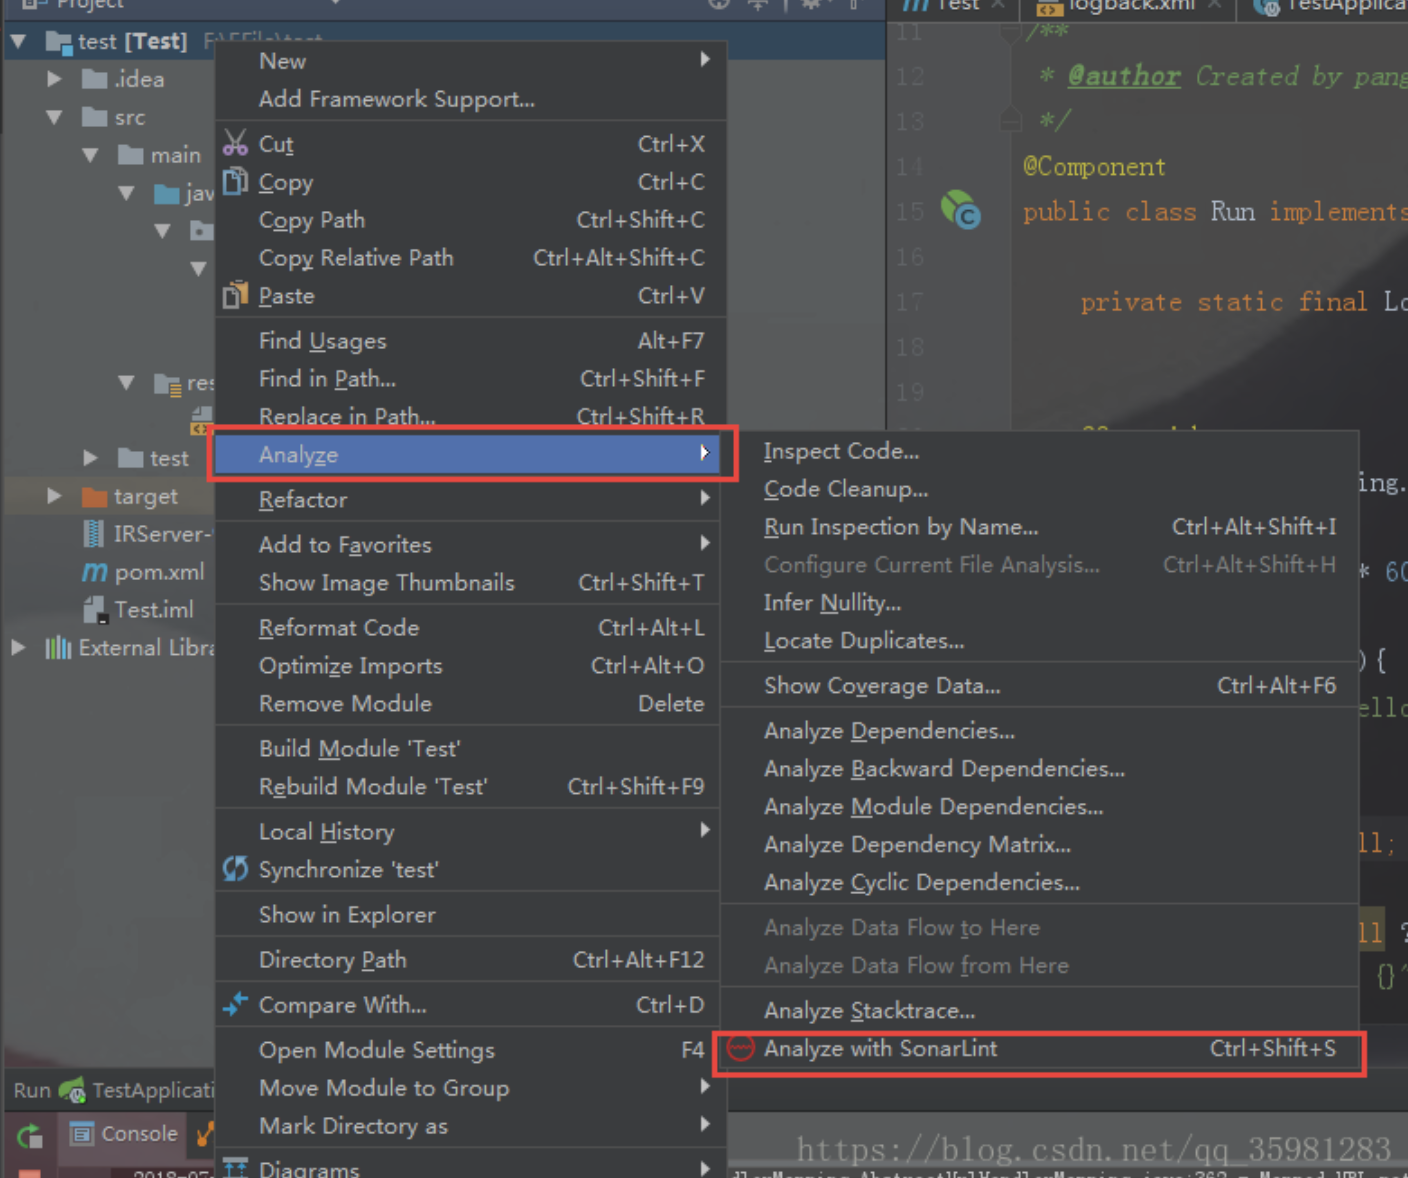 Project
Test
logback.xml
test [Test]
.idea
src
main
res
test
target
IRServer-
pom.xml
Test.iml
New
Add Framework Support...
Cut Ctrl+X
Copy Ctrl+C
Copy Path Ctrl+Shift+C
Copy Relative Path Ctrl+Alt+Shift+C
Paste Ctrl+V
Find Usages Alt+F7
Find in Path... Ctrl+Shift+F
Replace in Path... Ctrl+Shift+R
Analyze
Refactor
Add to Favorites
Show Image Thumbnails Ctrl+Shift+T
Reformat Code Ctrl+Alt+L
Optimize Imports Ctrl+Alt+O
Remove Module Delete
Build Module 'Test'
Rebuild Module 'Test' Ctrl+Shift+F9
Local History
Synchronize 'test'
Show in Explorer
Directory Path Ctrl+Alt+F12
Compare With... Ctrl+D
Open Module Settings F4
Move Module to Group
Mark Directory as
Diagrams
Inspect Code...
Code Cleanup...
Run Inspection by Name... Ctrl+Alt+Shift+I
Configure Current File Analysis... Ctrl+Alt+Shift+H
Infer Nullity...
Locate Duplicates...
Show Coverage Data... Ctrl+Alt+F6
Analyze Dependencies...
Analyze Backward Dependencies...
Analyze Module Dependencies...
Analyze Dependency Matrix...
Analyze Cyclic Dependencies...
Analyze Data Flow to Here
Analyze Data Flow from Here
Analyze Stacktrace...
Analyze with SonarLint Ctrl+Shift+S
11 /**
12 * @author Created by pang
13 */
14 @Component
15 public class Run implements
16
17 private static final Lo
18
19
ing.
* 60
){
ll;
ll ?
{}
Run TestApplicati
Console
https://blog.csdn.net/qq_35981283